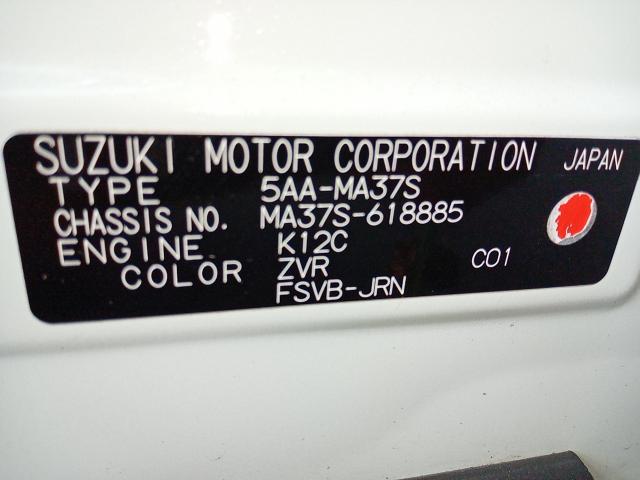 SUZUKI MOTOR CORPORATION JAPAN
TYPE 5AA-MA37S
CHASSIS NO. MA37S-618885
ENGINE K12C
COLOR ZVR C01
FSVB-JRN